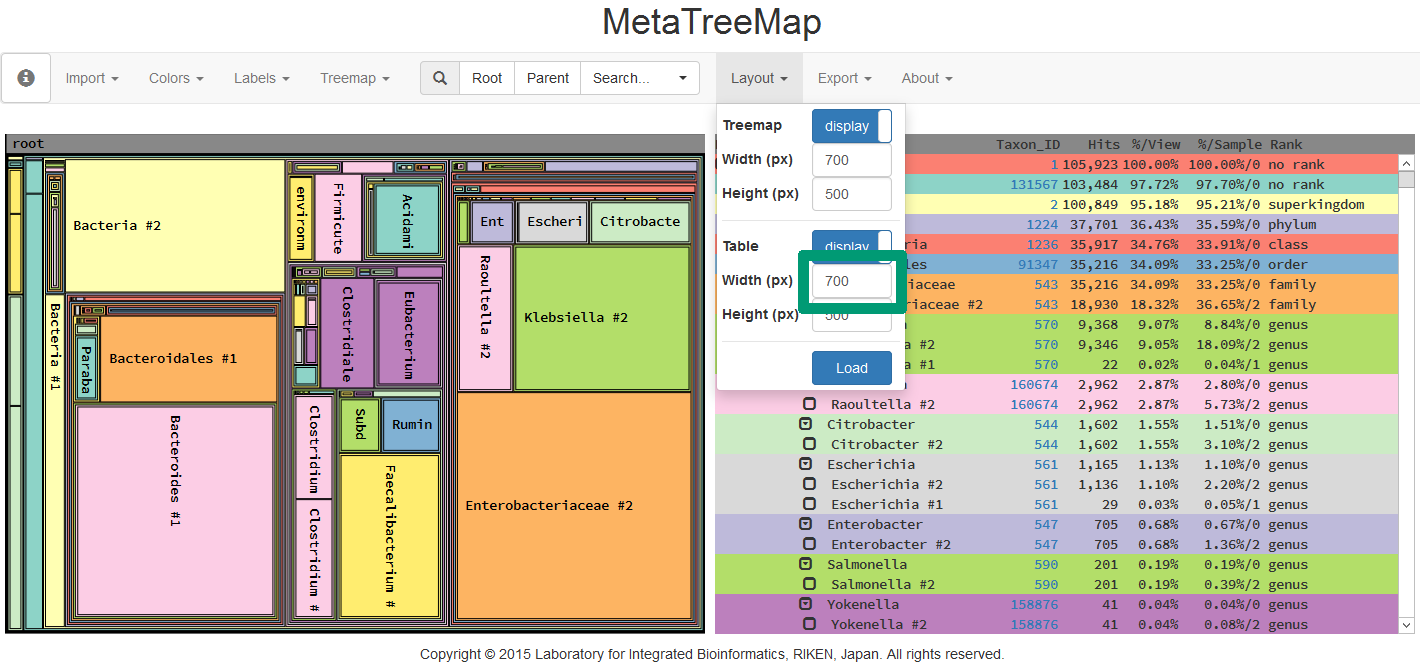 MetaTreeMap
Import Colors Labels Treemap Root Parent Search... Layout Export About
root
Bacteria #2
Bacteria #1
Paraba
Bacteroidales #1
Bacteroides #1
environm
Firmicute
Acidami
Clostridiale
Eubacterium
Clostridium
Clostridium #
Subd
Rumin
Faecalibacterium #
Ent
Escheri
Citrobacte
Raoultella #2
Klebsiella #2
Enterobacteriaceae #2
Treemap display
Width (px) 700
Height (px) 500
Table display
Width (px) 700
Height (px) 500
Load
Taxon_ID Hits %/View %/Sample Rank
1 105,923 100.00% 100.00%/0 no rank
131567 103,484 97.72% 97.70%/0 no rank
2 100,849 95.18% 95.21%/0 superkingdom
1224 37,701 36.43% 35.59%/0 phylum
ria 1236 35,917 34.76% 33.91%/0 class
les 91347 35,216 34.09% 33.25%/0 order
iaceae 543 35,216 34.09% 33.25%/0 family
riaceae #2 543 18,930 18.32% 36.65%/2 family
570 9,368 9.07% 8.84%/0 genus
a #2 570 9,346 9.05% 18.09%/2 genus
a #1 570 22 0.02% 0.04%/1 genus
160674 2,962 2.87% 2.80%/0 genus
Raoultella #2 160674 2,962 2.87% 5.73%/2 genus
Citrobacter 544 1,602 1.55% 1.51%/0 genus
Citrobacter #2 544 1,602 1.55% 3.10%/2 genus
Escherichia 561 1,165 1.13% 1.10%/0 genus
Escherichia #2 561 1,136 1.10% 2.20%/2 genus
Escherichia #1 561 29 0.03% 0.05%/1 genus
Enterobacter 547 705 0.68% 0.67%/0 genus
Enterobacter #2 547 705 0.68% 1.36%/2 genus
Salmonella 590 201 0.19% 0.19%/0 genus
Salmonella #2 590 201 0.19% 0.39%/2 genus
Yokenella 158876 41 0.04% 0.04%/0 genus
Yokenella #2 158876 41 0.04% 0.08%/2 genus
Copyright © 2015 Laboratory for Integrated Bioinformatics, RIKEN, Japan. All rights reserved.